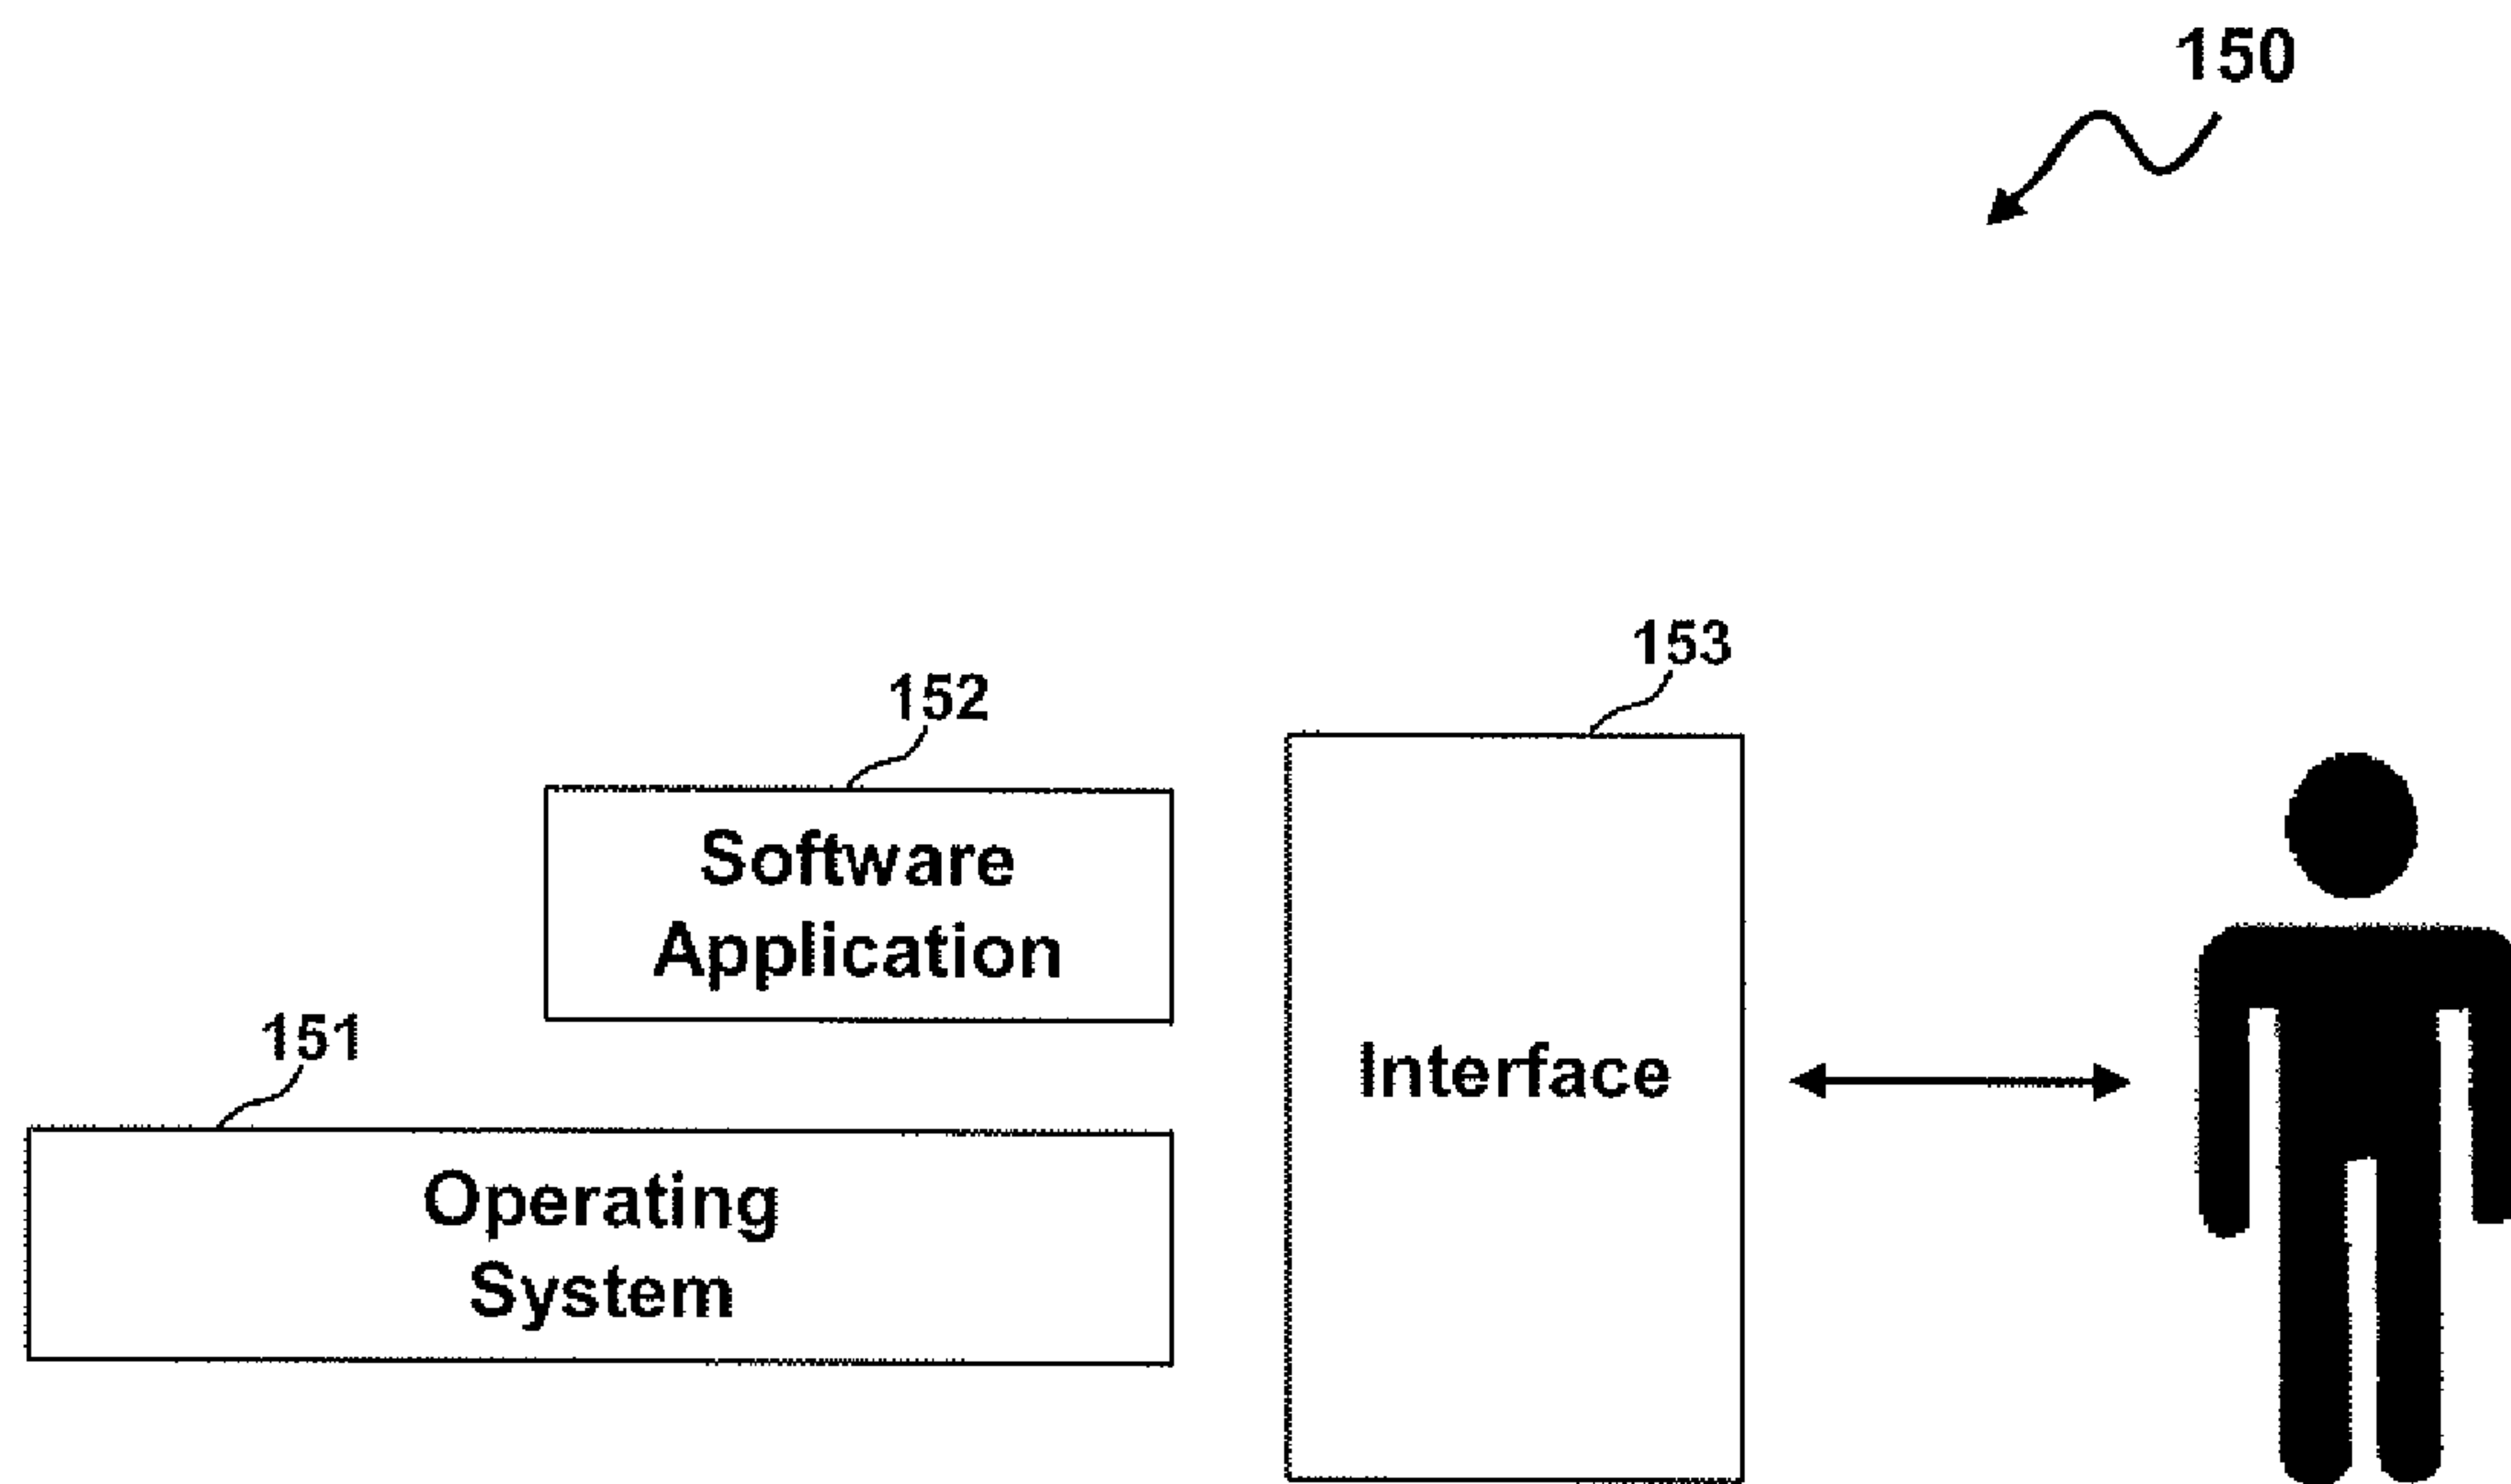 150
153
152
Software
Application
Interface
151
Operating
System